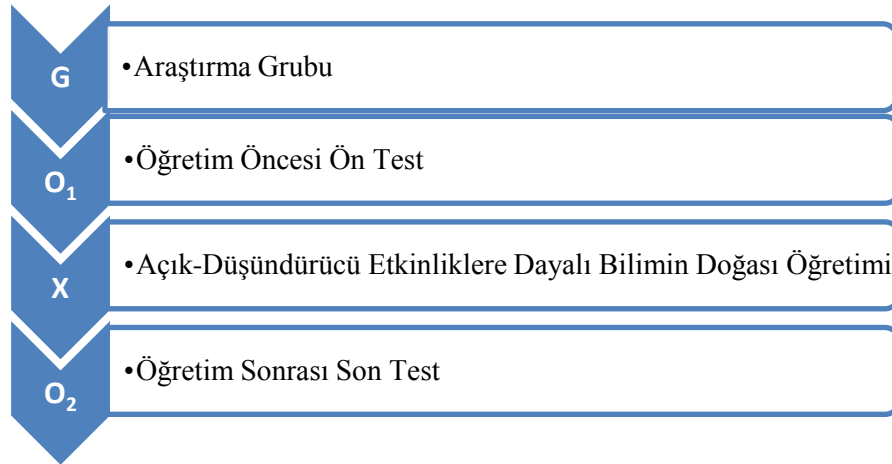 G
•Araştırma Grubu
O₁
•Öğretim Öncesi Ön Test
X
•Açık-Düşündürücü Etkinliklere Dayalı Bilimin Doğası Öğretimi
O₂
•Öğretim Sonrası Son Test